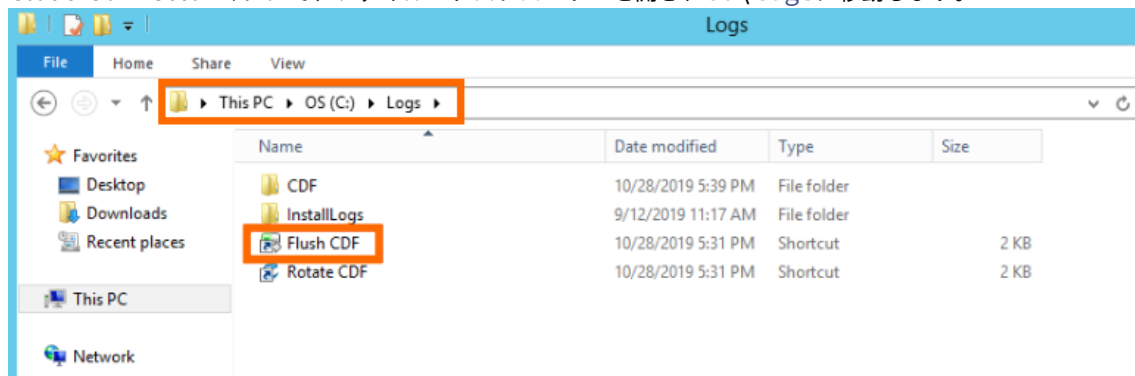 Logs
File Home Share View
This PC ▸ OS (C:) ▸ Logs ▸
Name Date modified Type Size
Favorites
Desktop
Downloads
Recent places
This PC
Network
CDF 10/28/2019 5:39 PM File folder
InstallLogs 9/12/2019 11:17 AM File folder
Flush CDF 10/28/2019 5:31 PM Shortcut 2 KB
Rotate CDF 10/28/2019 5:31 PM Shortcut 2 KB